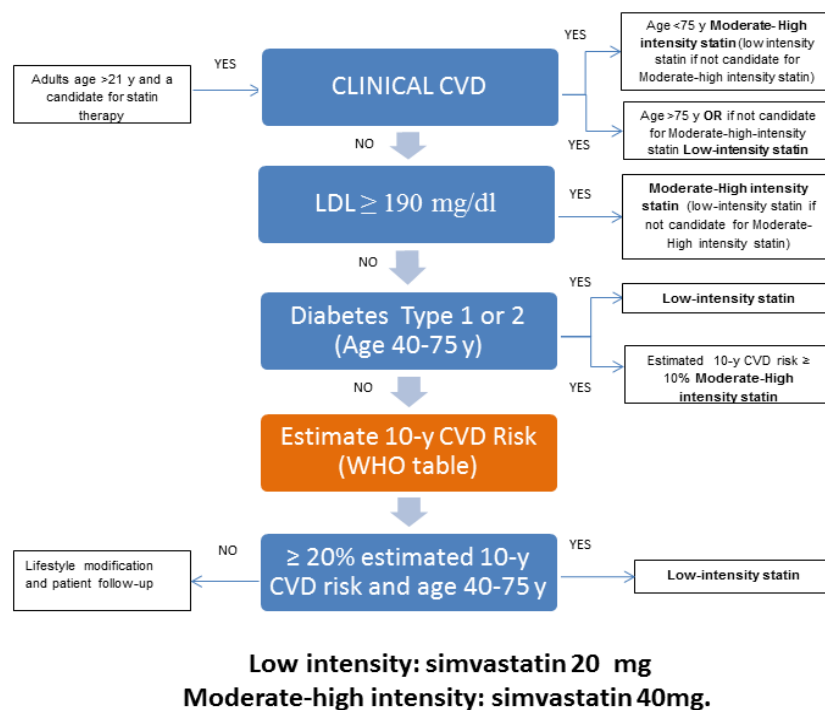 Adults age >21 y and a
candidate for statin
therapy
YES
CLINICAL CVD
YES
Age <75 y Moderate- High
intensity statin (low intensity
statin if not candidate for
Moderate-high intensity statin)
YES
Age >75 y OR if not candidate
for Moderate-high-intensity
statin Low-intensity statin
NO
LDL ≥ 190 mg/dl
YES
Moderate-High intensity
statin (low-intensity statin if
not candidate for Moderate-
High intensity statin)
NO
Diabetes Type 1 or 2
(Age 40-75 y)
YES
Low-intensity statin
YES
Estimated 10-y CVD risk ≥
10% Moderate-High
intensity statin
NO
Estimate 10-y CVD Risk
(WHO table)
≥ 20% estimated 10-y
CVD risk and age 40-75 y
NO
Lifestyle modification
and patient follow-up
YES
Low-intensity statin
Low intensity: simvastatin 20 mg
Moderate-high intensity: simvastatin 40mg.